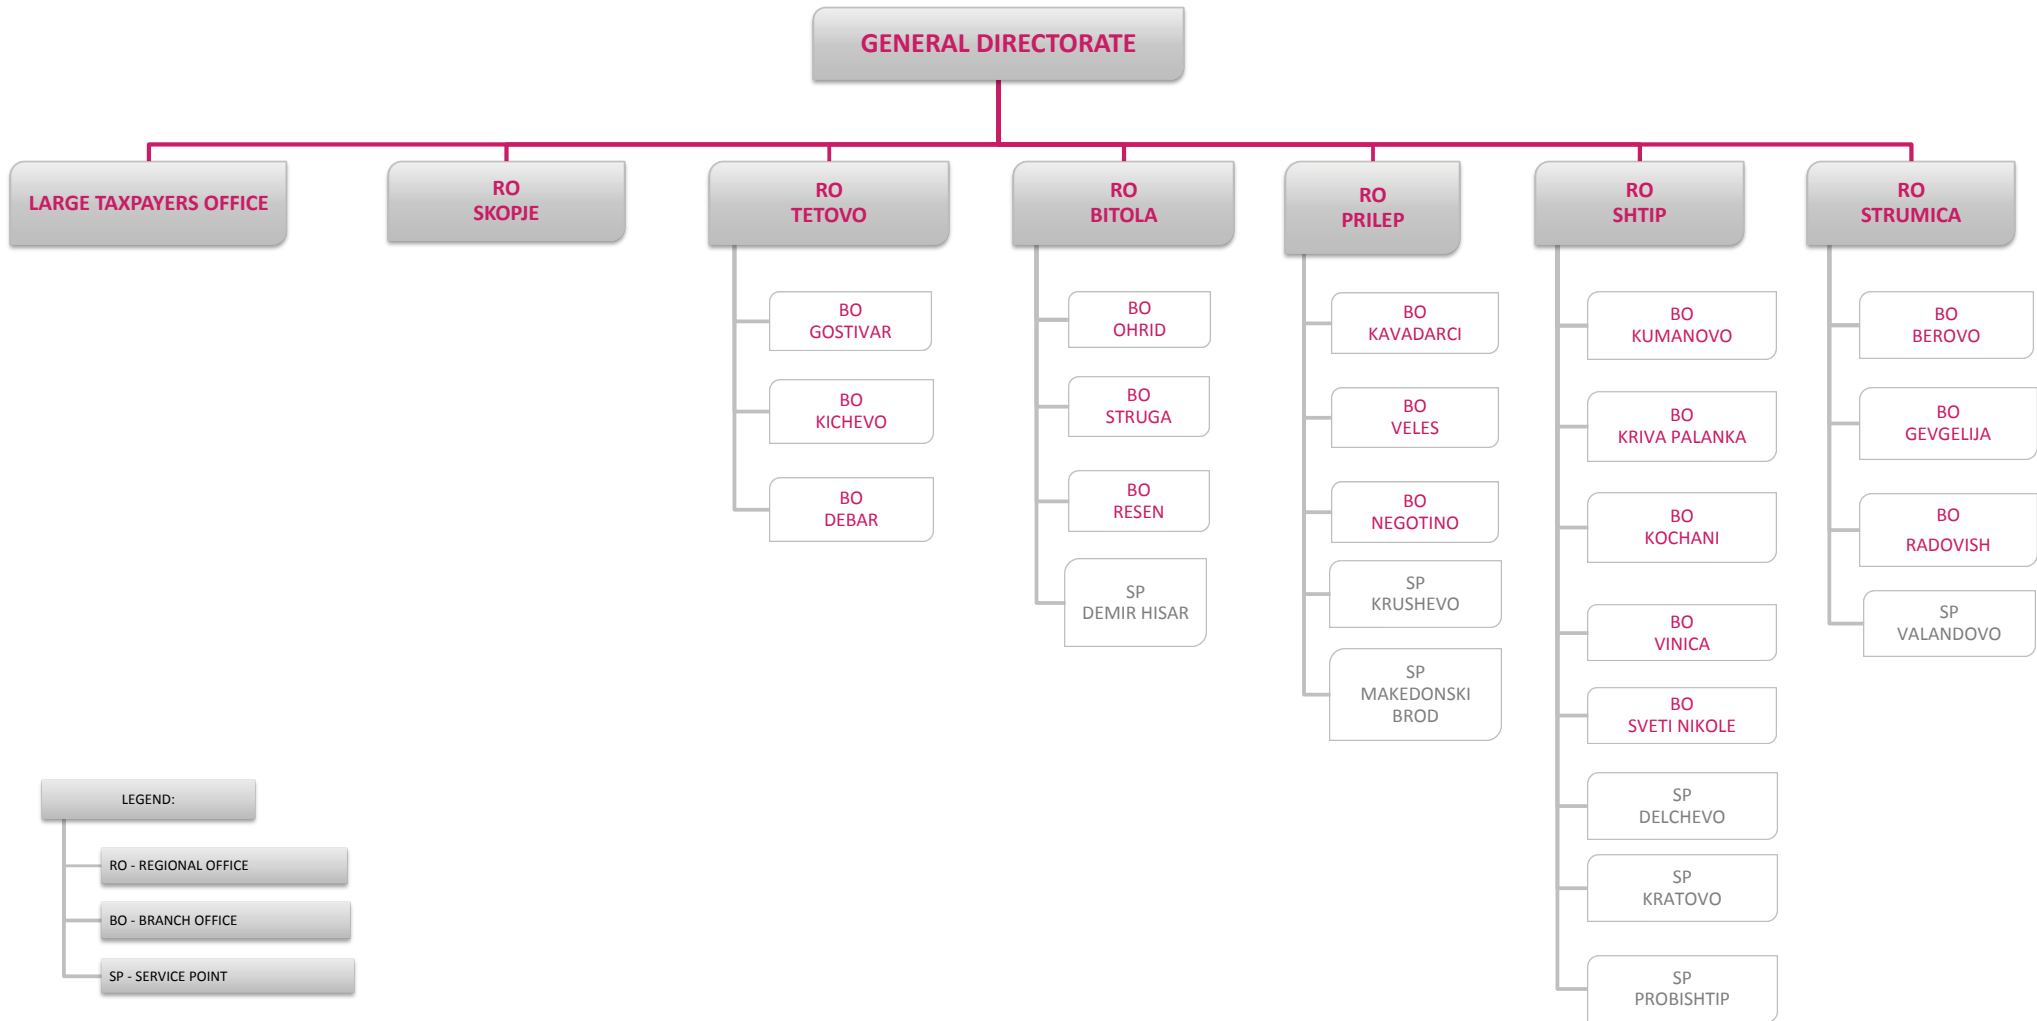 GENERAL DIRECTORATE
LARGE TAXPAYERS OFFICE
RO
SKOPJE
RO
TETOVO
RO
BITOLA
RO
PRILEP
RO
SHTIP
RO
STRUMICA
BO
GOSTIVAR
BO
KICHEVO
BO
DEBAR
BO
OHRID
BO
STRUGA
BO
RESEN
SP
DEMIR HISAR
BO
KAVADARCI
BO
VELES
BO
NEGOTINO
SP
KRUSHEVO
SP
MAKEDONSKI
BROD
BO
KUMANOVO
BO
KRIVA PALANKA
BO
KOCHANI
BO
VINICA
BO
SVETI NIKOLE
SP
DELCHEVO
SP
KRATOVO
SP
PROBISHTIP
BO
BEROVO
BO
GEVGELIJA
BO
RADOVISH
SP
VALANDOVO
LEGEND:
RO - REGIONAL OFFICE
BO - BRANCH OFFICE
SP - SERVICE POINT